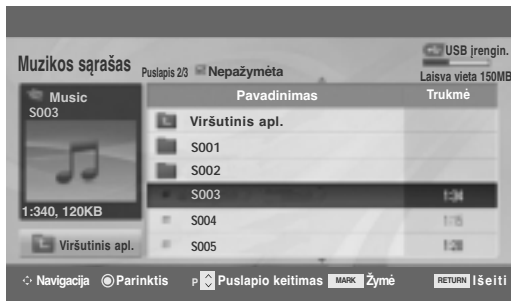 Muzikos sąrašas
Puslapis 2/3 Nepažymėta
USB įrengin.
Laisva vieta 150MB
Music
S003
1:340, 120KB
Viršutinis apl.
Pavadinimas Trukmė
Viršutinis apl.
S001
S002
S003 1:34
S004 1:15
S005 1:28
Navigacija Parinktis P Puslapio keitimas MARK Žymė RETURN Išeiti